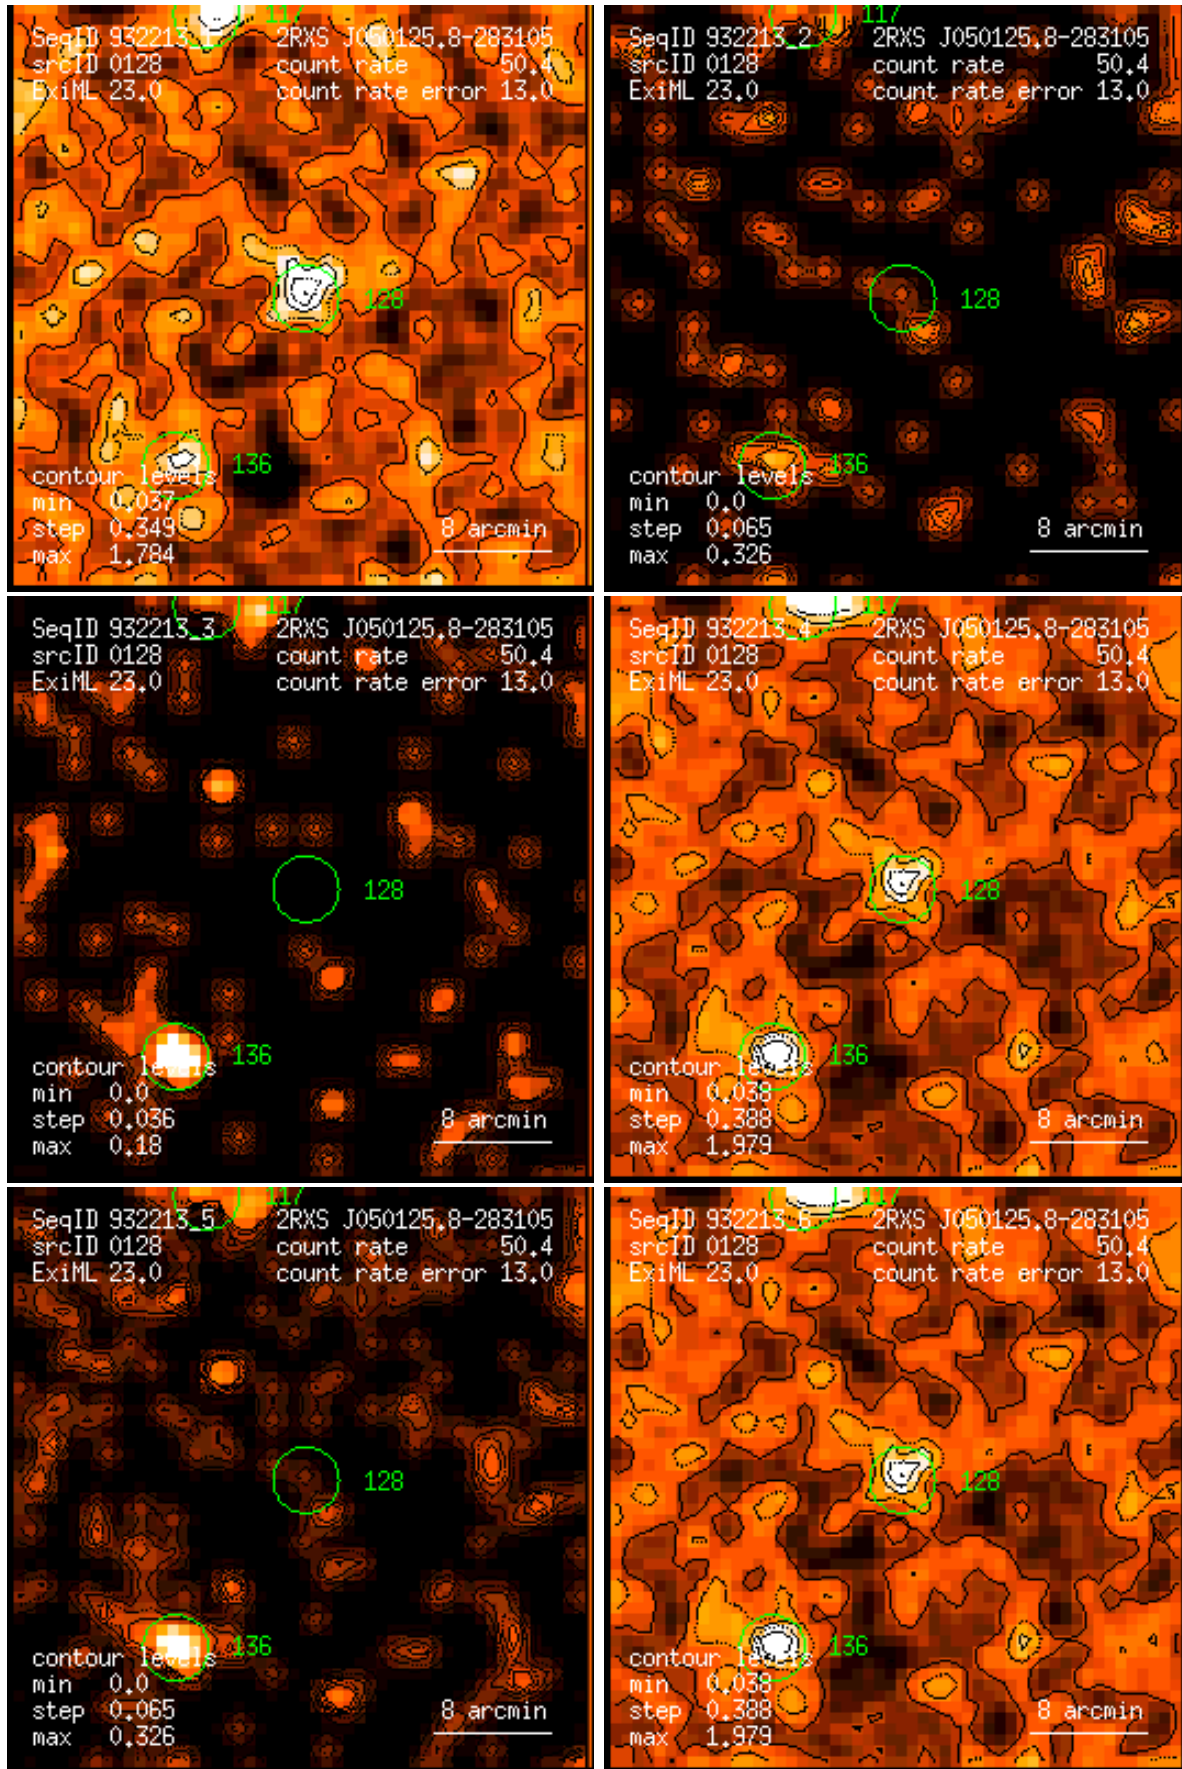 117
SeqID 932213_1 2RXS J050125.8-283105
srcID 0128 count rate 50.4
ExiML 23.0 count rate error 13.0
128
136
contour levels
min 0.037
step 0.349 8 arcmin
max 1.784
117
SeqID 932213_2 2RXS J050125.8-283105
srcID 0128 count rate 50.4
ExiML 23.0 count rate error 13.0
128
136
contour levels
min 0.0
step 0.065 8 arcmin
max 0.326
117
SeqID 932213_3 2RXS J050125.8-283105
srcID 0128 count rate 50.4
ExiML 23.0 count rate error 13.0
128
136
contour levels
min 0.0
step 0.036 8 arcmin
max 0.18
117
SeqID 932213_4 2RXS J050125.8-283105
srcID 0128 count rate 50.4
ExiML 23.0 count rate error 13.0
128
136
contour levels
min 0.038
step 0.388 8 arcmin
max 1.979
117
SeqID 932213_5 2RXS J050125.8-283105
srcID 0128 count rate 50.4
ExiML 23.0 count rate error 13.0
128
136
contour levels
min 0.0
step 0.065 8 arcmin
max 0.326
117
SeqID 932213_6 2RXS J050125.8-283105
srcID 0128 count rate 50.4
ExiML 23.0 count rate error 13.0
128
136
contour levels
min 0.038
step 0.388 8 arcmin
max 1.979